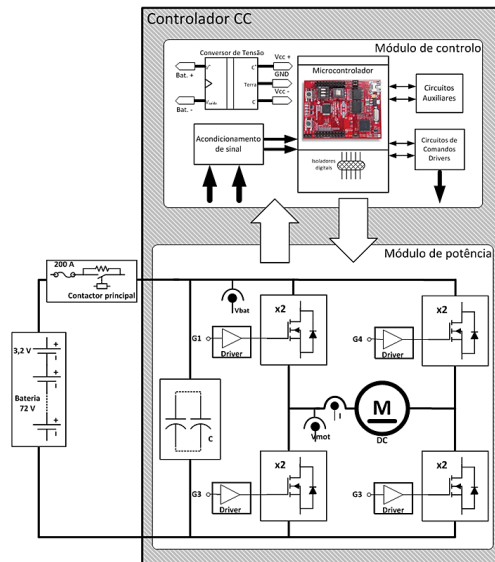 Controlador CC
Módulo de controlo
Conversor de Tensão
Bat. +
Bat. -
V+
Vsaída
C+
Terra
C-
Vcc +
GND
Vcc -
Microcontrolador
Isoladores
digitais
Circuitos
Auxiliares
Acondicionamento
de sinal
Circuitos de
Comandos
Drivers
Módulo de potência
200 A
Contactor principal
Vbat
x2
x2
G1
Driver
G4
Driver
3,2 V
Bateria
72 V
C
M
DC
I
Vmot
x2
x2
G3
Driver
G3
Driver